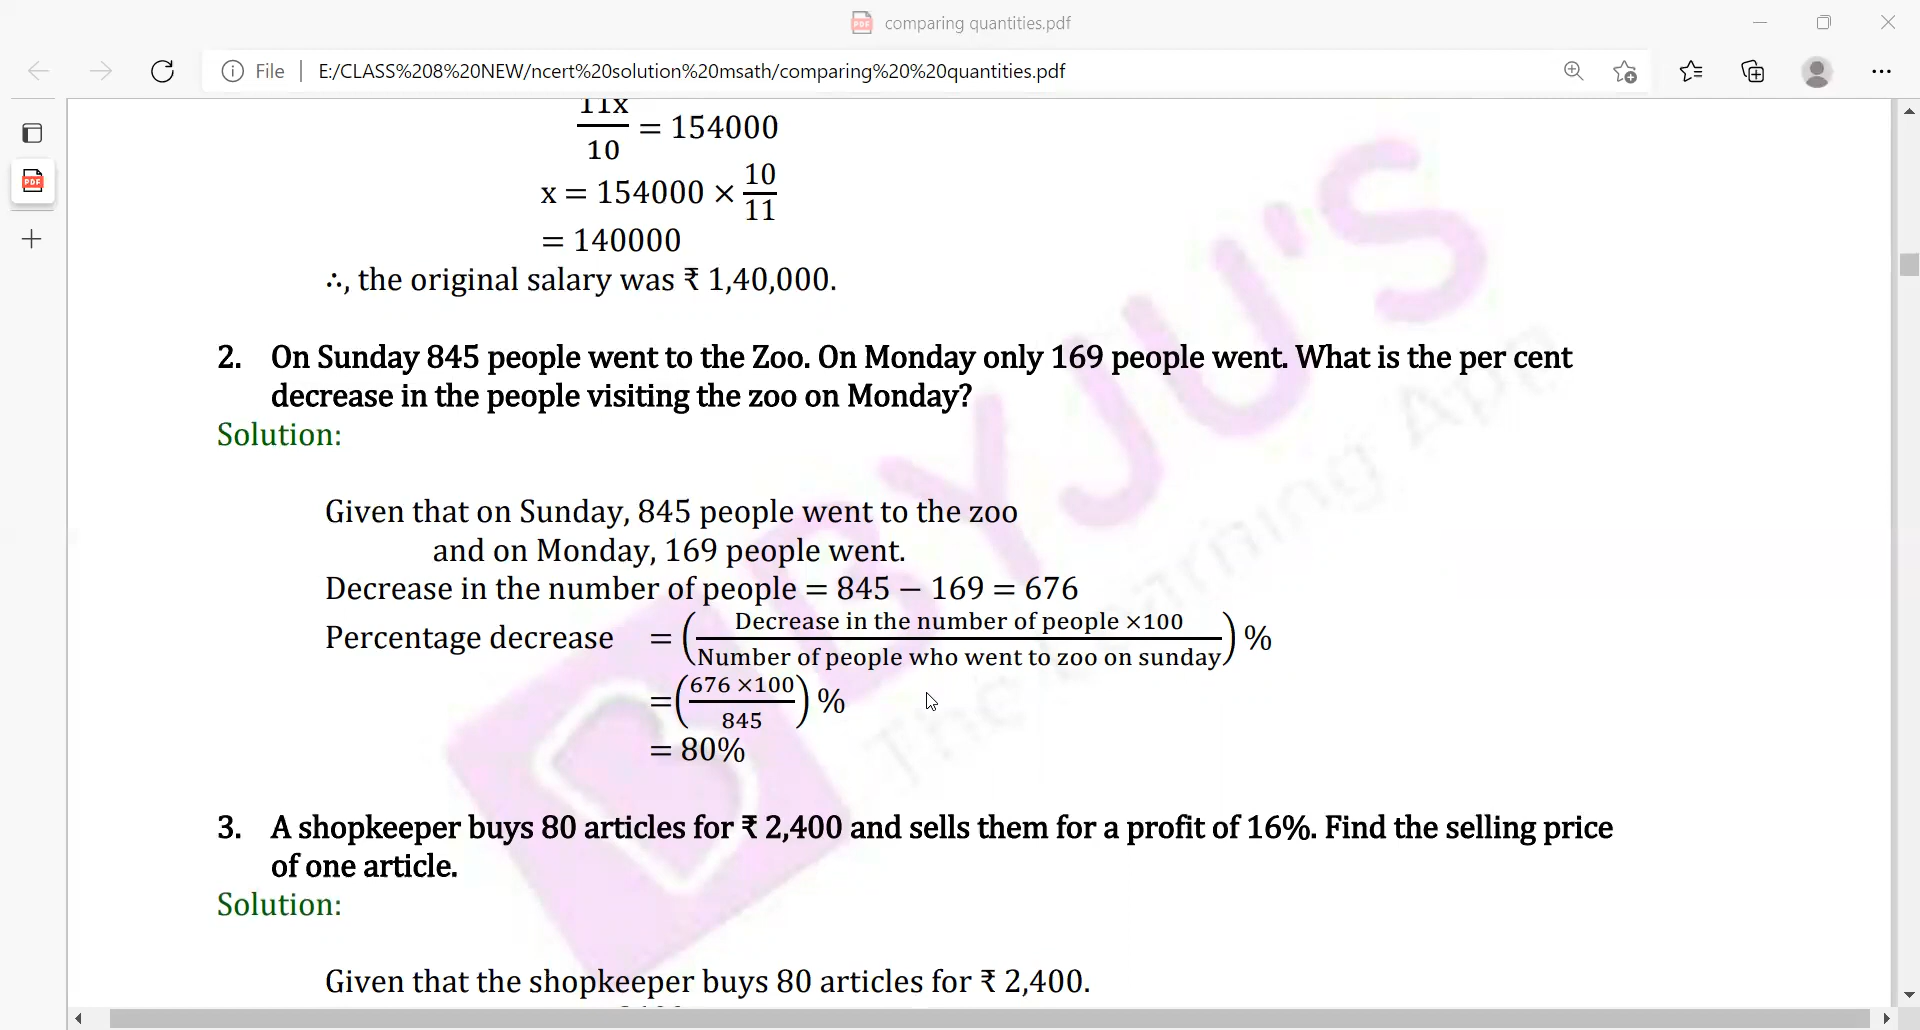 comparing quantities.pdf
File | E:/CLASS%208%20NEW/ncert%20solution%20msath/comparing%20%20quantities.pdf
11x/10 = 154000
x = 154000 × 10/11
= 140000
∴, the original salary was ₹ 1,40,000.
2. On Sunday 845 people went to the Zoo. On Monday only 169 people went. What is the per cent
decrease in the people visiting the zoo on Monday?
Solution:
Given that on Sunday, 845 people went to the zoo
and on Monday, 169 people went.
Decrease in the number of people = 845 − 169 = 676
Percentage decrease = (Decrease in the number of people ×100/Number of people who went to zoo on sunday) %
=(676 ×100/845) %
= 80%
3. A shopkeeper buys 80 articles for ₹ 2,400 and sells them for a profit of 16%. Find the selling price
of one article.
Solution:
Given that the shopkeeper buys 80 articles for ₹ 2,400.
BYJU'S
The Learning App
PDF